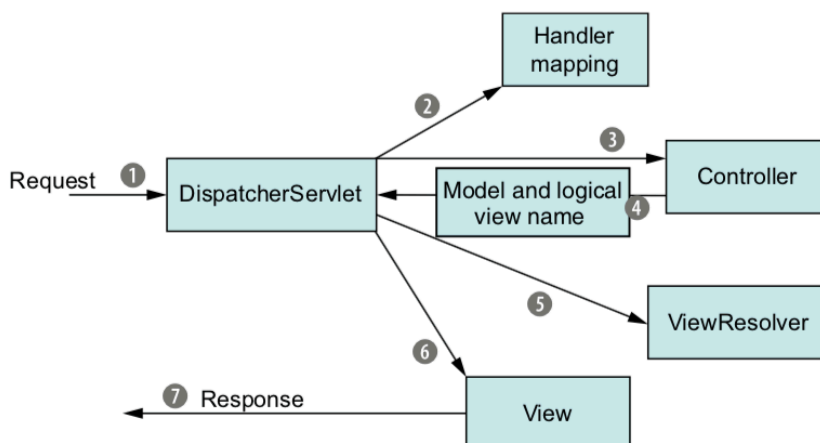 Handler
mapping
2
3
1
Request
DispatcherServlet
Model and logical
view name
4
Controller
5
ViewResolver
6
7 Response
View